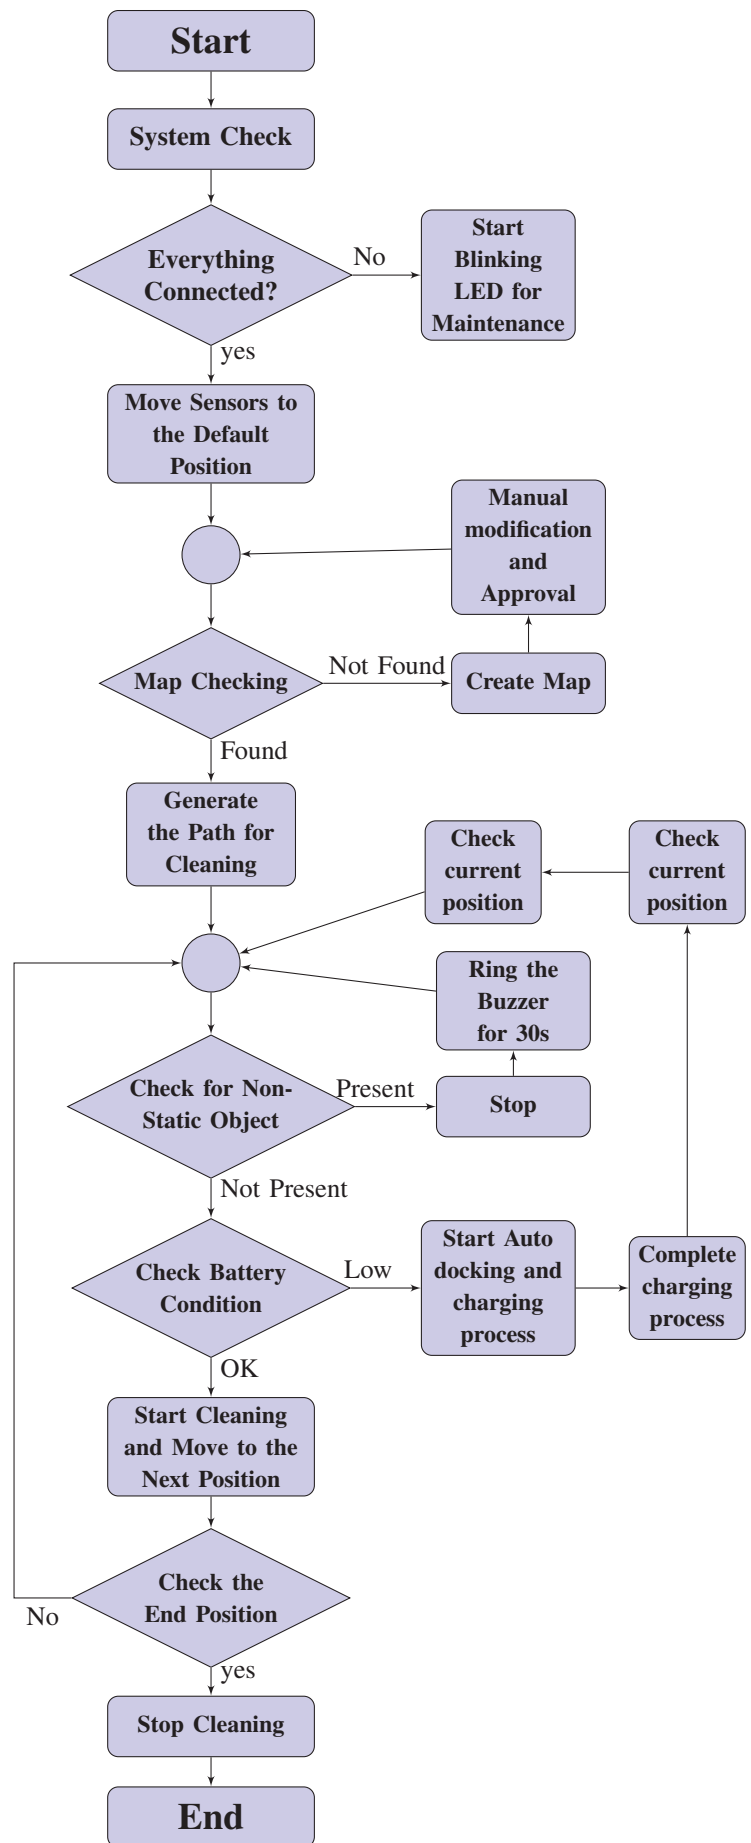 Start
System Check
Everything
Connected?
No
Start
Blinking
LED for
Maintenance
yes
Move Sensors to
the Default
Position
Manual
modification
and
Approval
Map Checking
Not Found
Create Map
Found
Generate
the Path for
Cleaning
Check
current
position
Check
current
position
Ring the
Buzzer
for 30s
Check for Non-
Static Object
Present
Stop
Not Present
Check Battery
Condition
Low
Start Auto
docking and
charging
process
Complete
charging
process
OK
Start Cleaning
and Move to the
Next Position
Check the
End Position
No
yes
Stop Cleaning
End